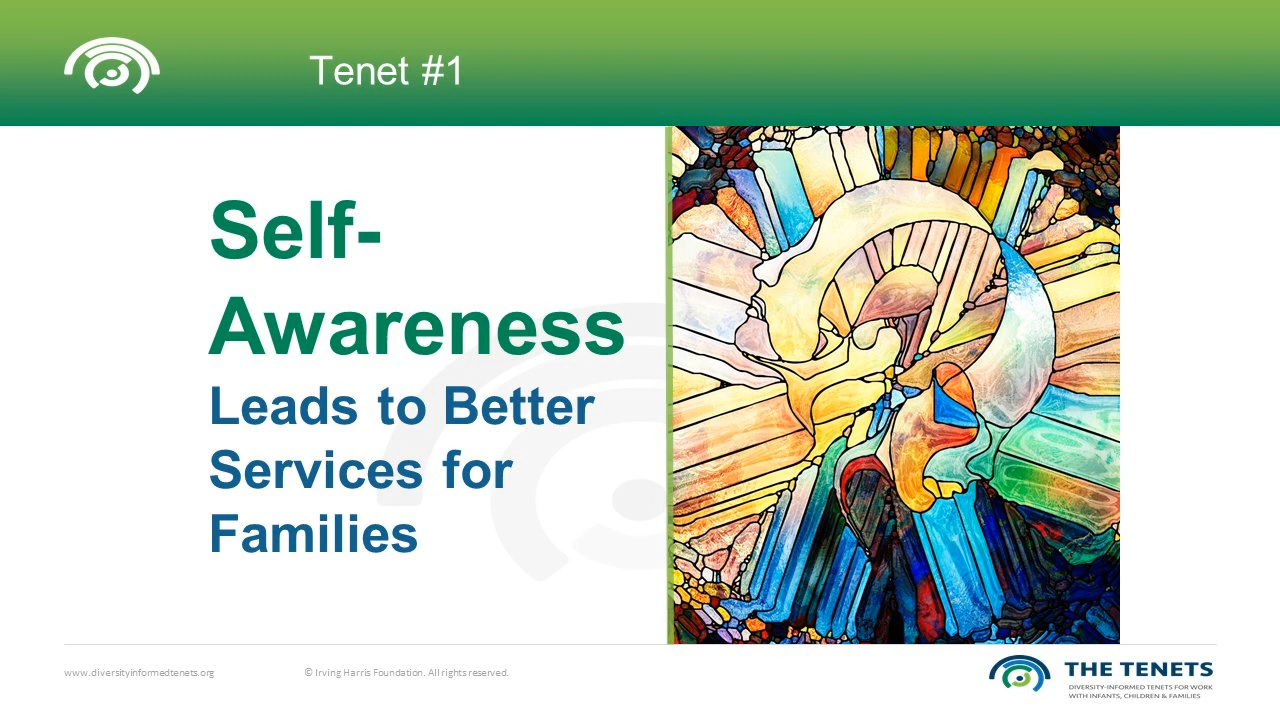 Tenet #1
Self-
Awareness
Leads to Better
Services for
Families
www.diversityinformedtenets.org
© Irving Harris Foundation. All rights reserved.
THE TENETS
DIVERSITY-INFORMED TENETS FOR WORK
WITH INFANTS, CHILDREN & FAMILIES